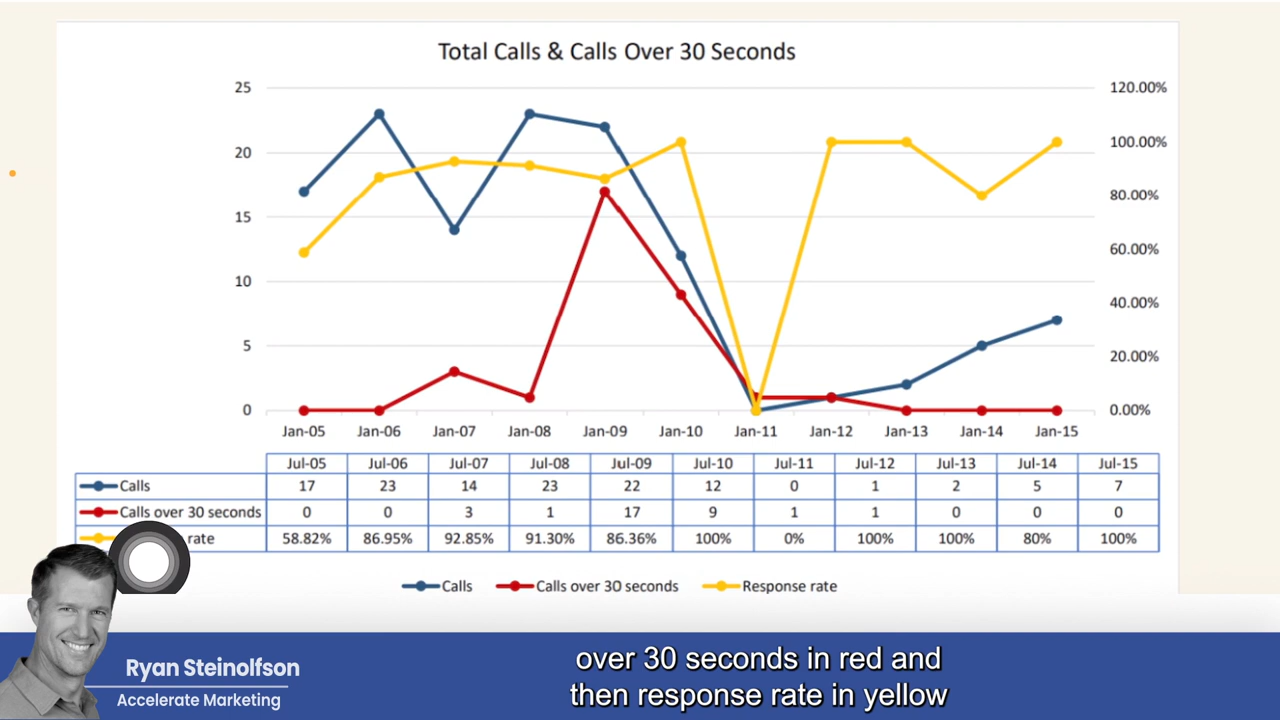 Total Calls & Calls Over 30 Seconds
25 120.00%
20 100.00%
15 80.00%
10 60.00%
5 40.00%
0 20.00%
0.00%
Jan-05 Jan-06 Jan-07 Jan-08 Jan-09 Jan-10 Jan-11 Jan-12 Jan-13 Jan-14 Jan-15
Jul-05 Jul-06 Jul-07 Jul-08 Jul-09 Jul-10 Jul-11 Jul-12 Jul-13 Jul-14 Jul-15
Calls 17 23 14 23 22 12 0 1 2 5 7
Calls over 30 seconds 0 0 3 1 17 9 1 1 0 0 0
rate 58.82% 86.95% 92.85% 91.30% 86.36% 100% 0% 100% 100% 80% 100%
Calls Calls over 30 seconds Response rate
Ryan Steinolfson
Accelerate Marketing
over 30 seconds in red and
then response rate in yellow